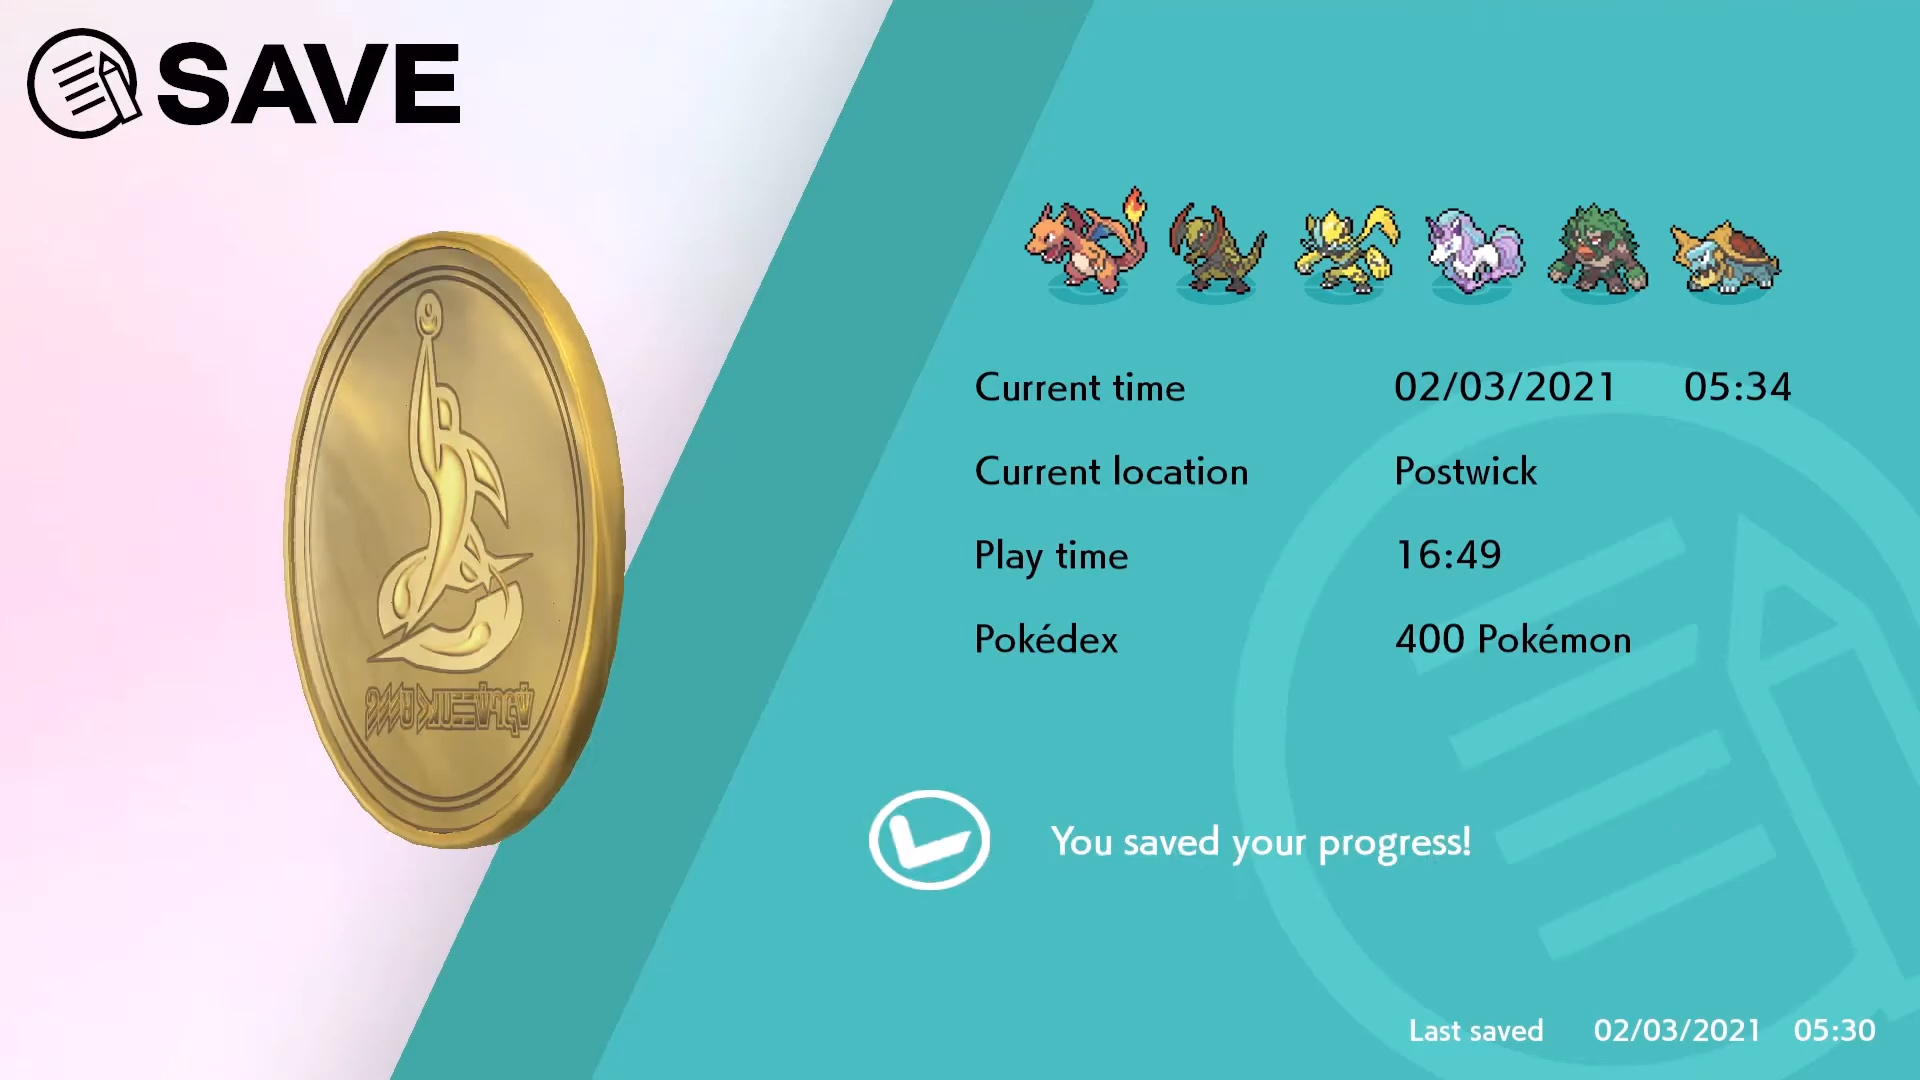 SAVE
Current time 02/03/2021 05:34
Current location Postwick
Play time 16:49
Pokédex 400 Pokémon
You saved your progress!
Last saved 02/03/2021 05:30